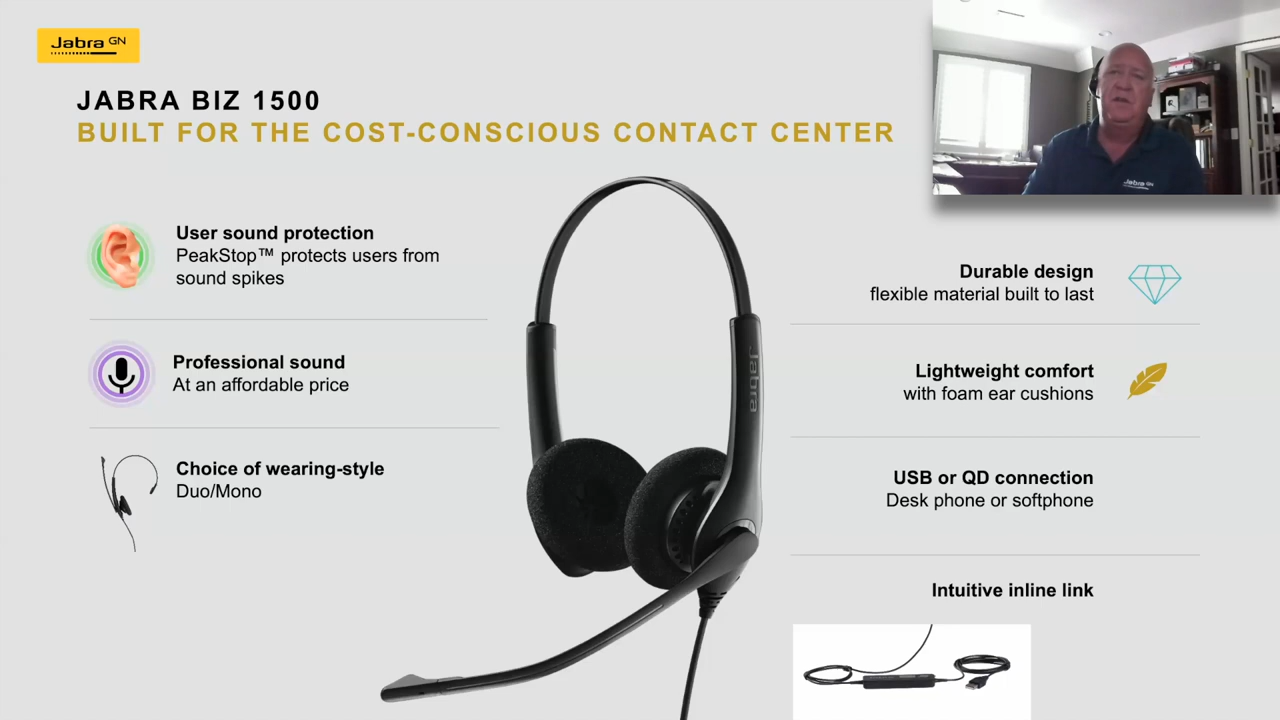 Jabra GN
JABRA BIZ 1500
BUILT FOR THE COST-CONSCIOUS CONTACT CENTER
User sound protection
PeakStop™ protects users from
sound spikes
Professional sound
At an affordable price
Choice of wearing-style
Duo/Mono
Jabra
Jabra GN
Durable design
flexible material built to last
Lightweight comfort
with foam ear cushions
USB or QD connection
Desk phone or softphone
Intuitive inline link